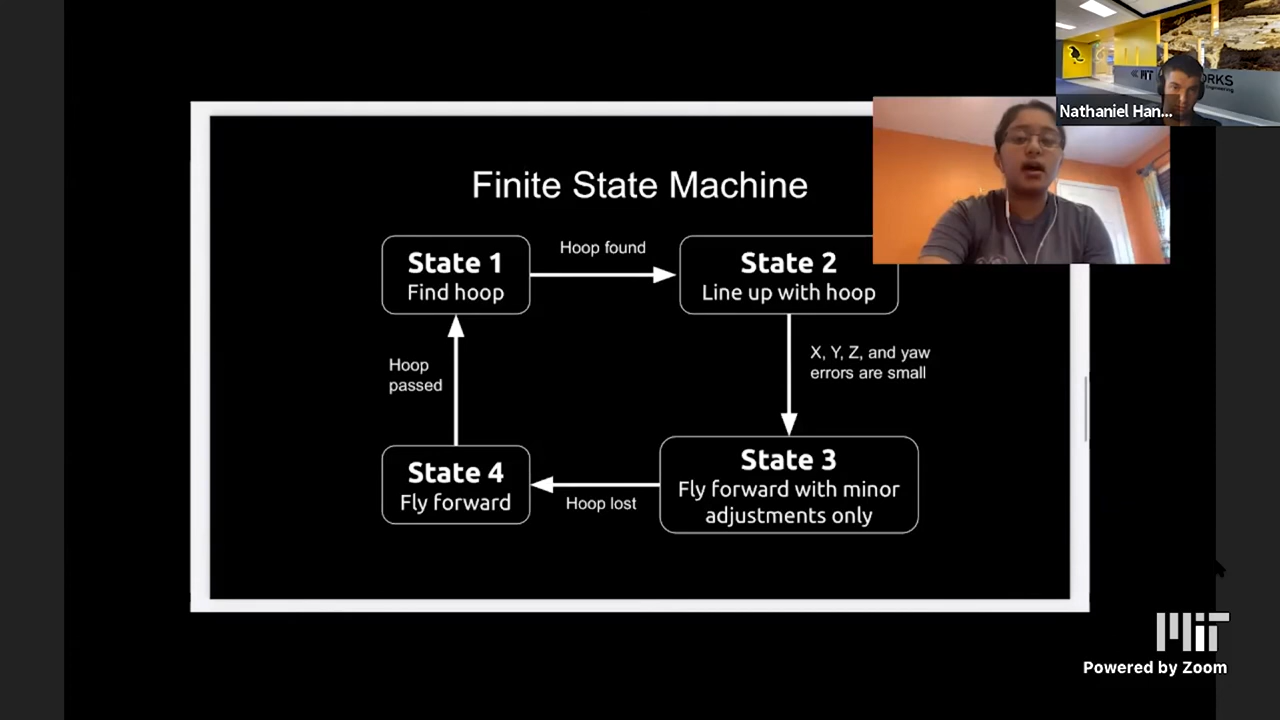 Nathaniel Han...
Finite State Machine
State 1
Find hoop
Hoop found
State 2
Line up with hoop
X, Y, Z, and yaw
errors are small
State 3
Fly forward with minor
adjustments only
Hoop lost
State 4
Fly forward
Hoop
passed
MIT
Powered by Zoom